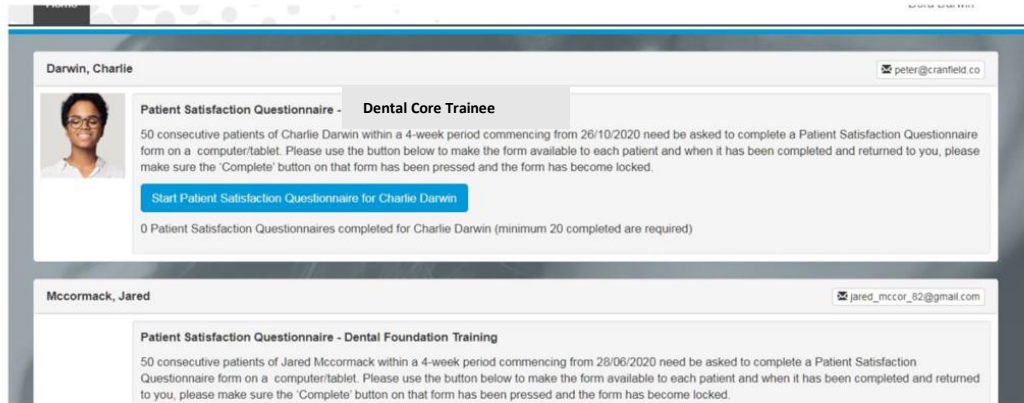 Home
Darwin, Charlie
peter@cranfield.co
Patient Satisfaction Questionnaire - Dental Core Trainee
50 consecutive patients of Charlie Darwin within a 4-week period commencing from 26/10/2020 need be asked to complete a Patient Satisfaction Questionnaire
form on a computer/tablet. Please use the button below to make the form available to each patient and when it has been completed and returned to you, please
make sure the 'Complete' button on that form has been pressed and the form has become locked.
Start Patient Satisfaction Questionnaire for Charlie Darwin
0 Patient Satisfaction Questionnaires completed for Charlie Darwin (minimum 20 completed are required)
Mccormack, Jared
jared_mccor_82@gmail.com
Patient Satisfaction Questionnaire - Dental Foundation Training
50 consecutive patients of Jared Mccormack within a 4-week period commencing from 28/06/2020 need be asked to complete a Patient Satisfaction
Questionnaire form on a computer/tablet. Please use the button below to make the form available to each patient and when it has been completed and returned
to you, please make sure the 'Complete' button on that form has been pressed and the form has become locked.